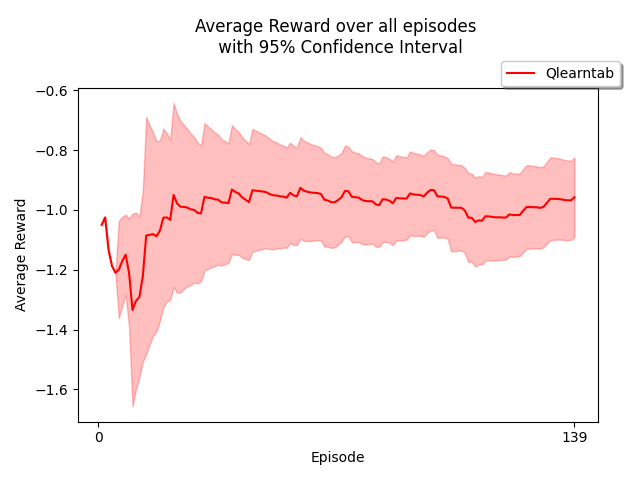 Average Reward over all episodes
with 95% Confidence Interval
Qlearntab
−0.6
−0.8
−1.0
−1.2
−1.4
−1.6
Average Reward
0
139
Episode